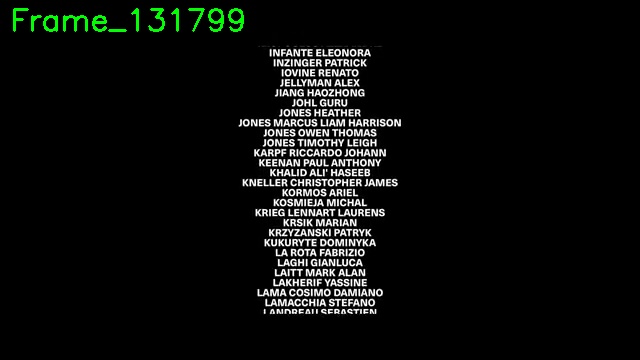 Frame_131799
INFANTE ELEONORA
INZINGER PATRICK
IOVINE RENATO
JELLYMAN ALEX
JIANG HAOZHONG
JOHL GURU
JONES HEATHER
JONES MARCUS LIAM HARRISON
JONES OWEN THOMAS
JONES TIMOTHY LEIGH
KARPF RICCARDO JOHANN
KEENAN PAUL ANTHONY
KHALID ALI' HASEEB
KNELLER CHRISTOPHER JAMES
KORMOS ARIEL
KOSMIEJA MICHAL
KRIEG LENNART LAURENS
KRSIK MARIAN
KRZYZANSKI PATRYK
KUKURYTE DOMINYKA
LA ROTA FABRIZIO
LAGHI GIANLUCA
LAITT MARK ALAN
LAKHERIF YASSINE
LAMA COSIMO DAMIANO
LAMACCHIA STEFANO
LANDREAU SEBASTIEN